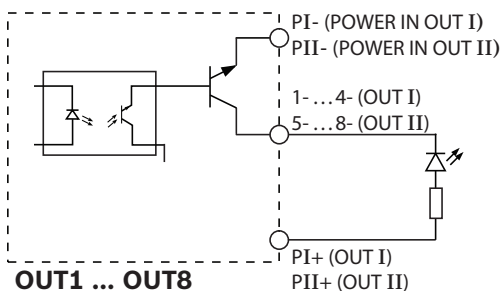 PI- (POWER IN OUT I)
PII- (POWER IN OUT II)
1- ...4- (OUT I)
5- ...8- (OUT II)
PI+ (OUT I)
PII+ (OUT II)
OUT1 ... OUT8